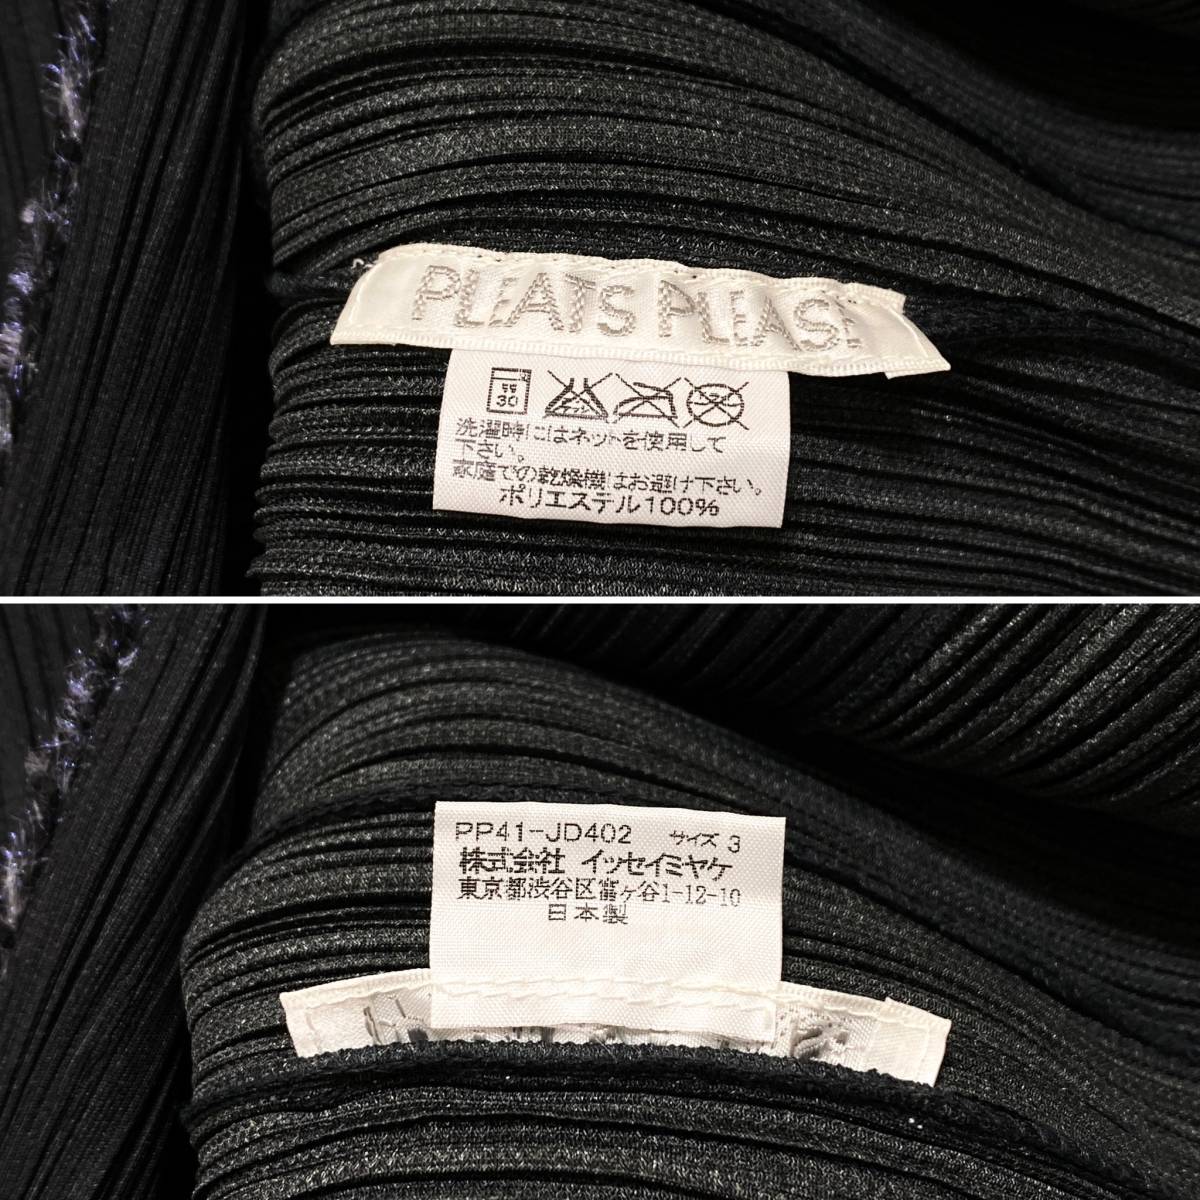 PLEATS PLEASE
弱
30
洗濯時にはネットを使用して
下さい。
家庭での乾燥機はお避け下さい。
ポリエステル100%
PP41-JD402 サイズ 3
株式会社 イッセイミヤケ
東京都渋谷区富ヶ谷1-12-10
日本製